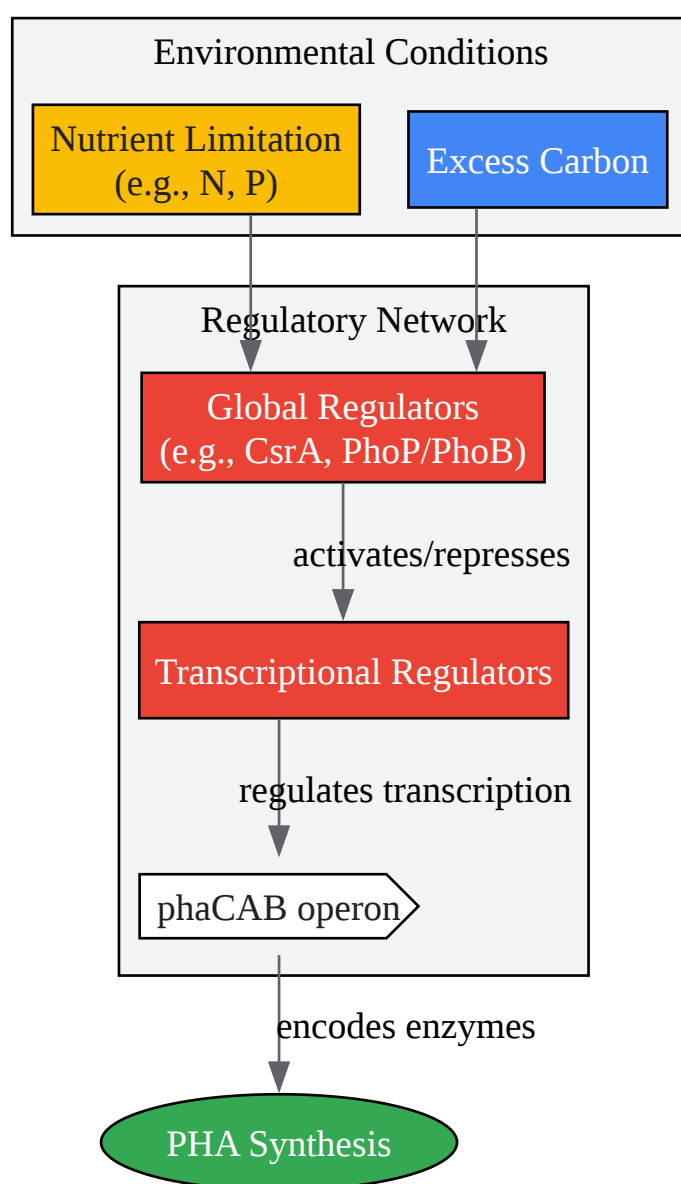 Environmental Conditions
Nutrient Limitation
(e.g., N, P)
Excess Carbon
Regulatory Network
Global Regulators
(e.g., CsrA, PhoP/PhoB)
activates/represses
Transcriptional Regulators
regulates transcription
phaCAB operon
encodes enzymes
PHA Synthesis